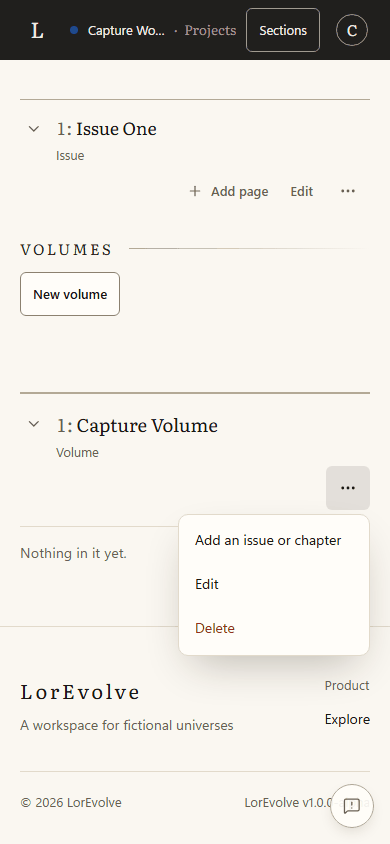 L Capture Wo... · Projects Sections C
1: Issue One
Issue
+ Add page Edit ...
VOLUMES
New volume
1: Capture Volume
Volume
...
Add an issue or chapter
Nothing in it yet.
Edit
Delete
LorEvolve
Product
A workspace for fictional universes
Explore
© 2026 LorEvolve
LorEvolve v1.0.0